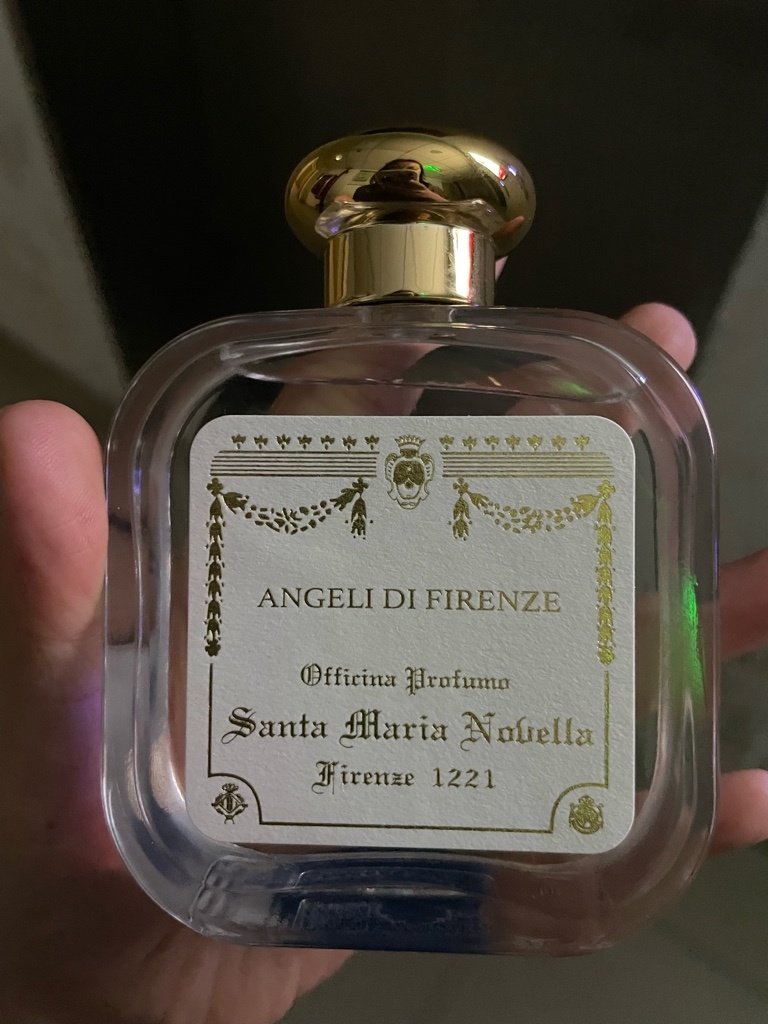 ANGELI DI FIRENZE
Officina Profumo
Santa Maria Novella
Firenze 1221